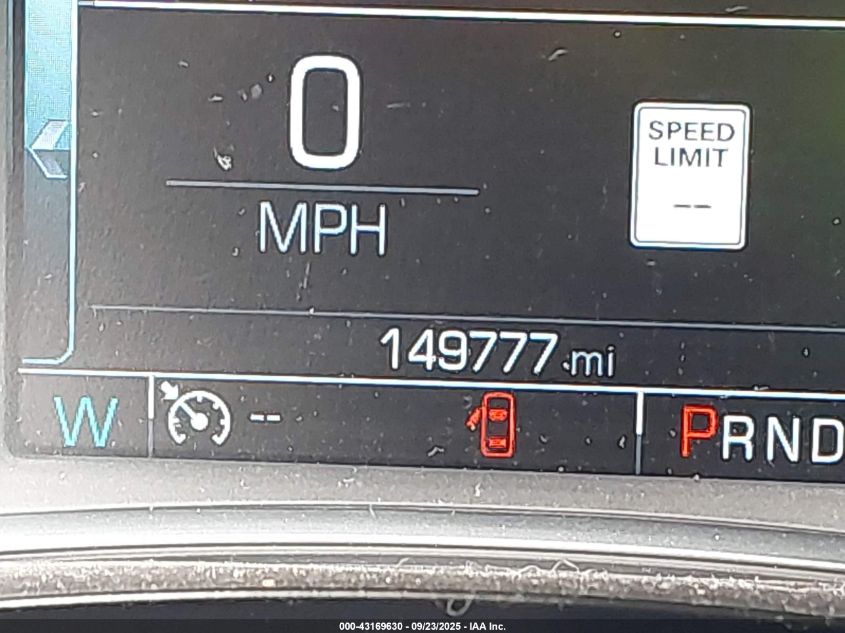 0
MPH
SPEED
LIMIT
--
149777 mi
W -- PRND
000-43169630 - 09/23/2025 - IAA Inc.